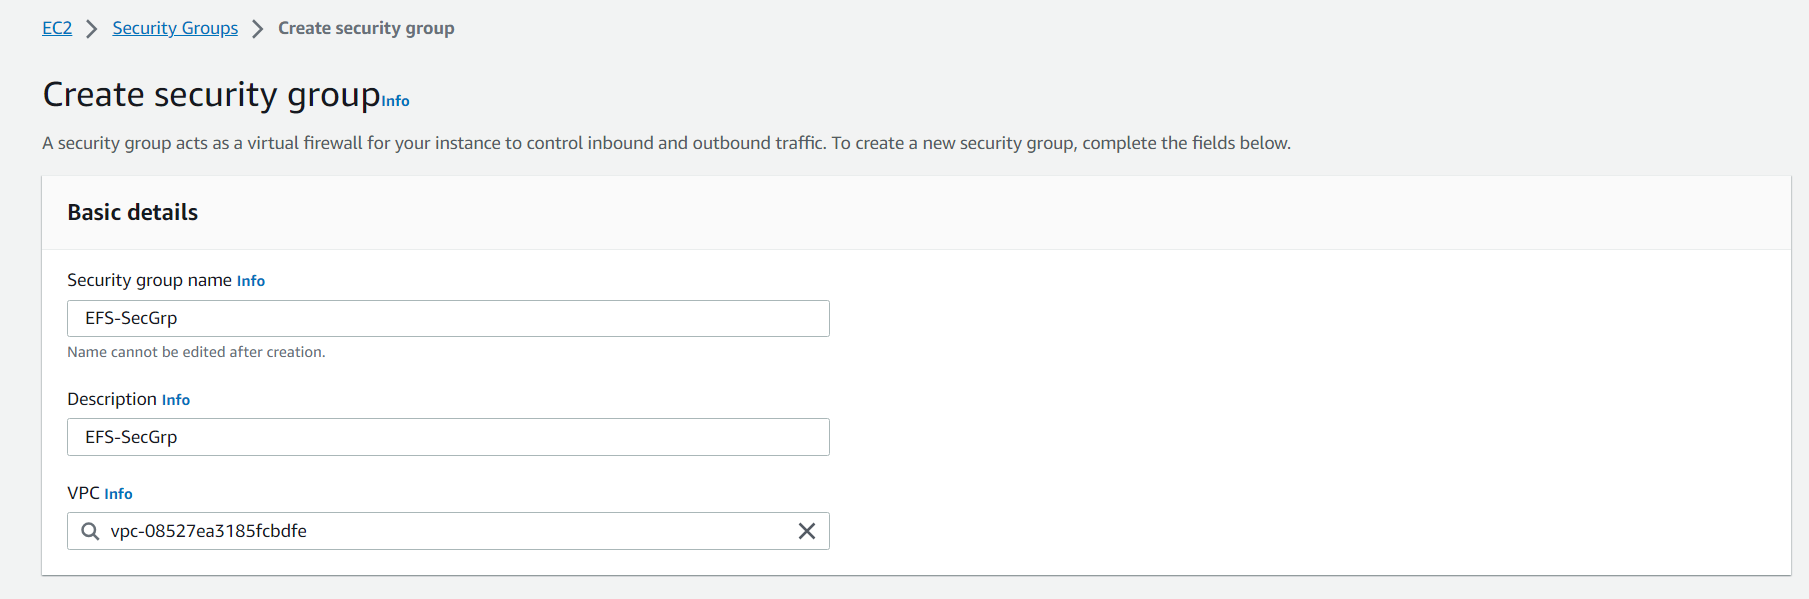 EC2 > Security Groups > Create security group
Create security group Info
A security group acts as a virtual firewall for your instance to control inbound and outbound traffic. To create a new security group, complete the fields below.
Basic details
Security group name Info
EFS-SecGrp
Name cannot be edited after creation.
Description Info
EFS-SecGrp
VPC Info
vpc-08527ea3185fcbdfe